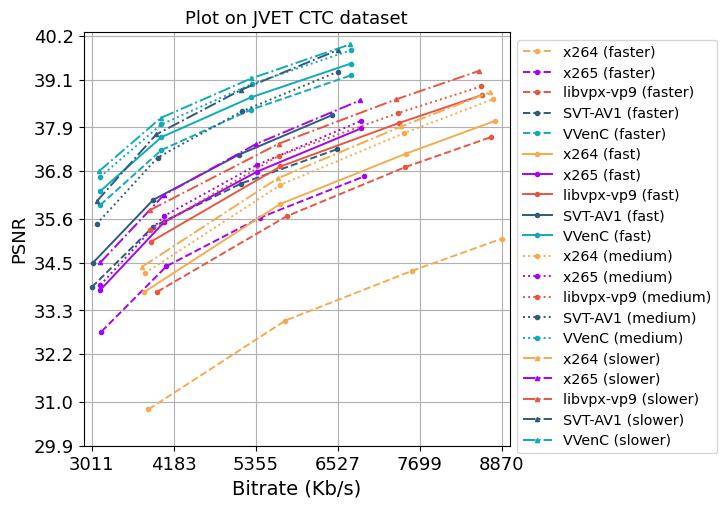 Plot on JVET CTC dataset
PSNR
40.2
39.1
37.9
36.8
35.6
34.5
33.3
32.2
31.0
29.9
3011 4183 5355 6527 7699 8870
Bitrate (Kb/s)
x264 (faster)
x265 (faster)
libvpx-vp9 (faster)
SVT-AV1 (faster)
VVenC (faster)
x264 (fast)
x265 (fast)
libvpx-vp9 (fast)
SVT-AV1 (fast)
VVenC (fast)
x264 (medium)
x265 (medium)
libvpx-vp9 (medium)
SVT-AV1 (medium)
VVenC (medium)
x264 (slower)
x265 (slower)
libvpx-vp9 (slower)
SVT-AV1 (slower)
VVenC (slower)